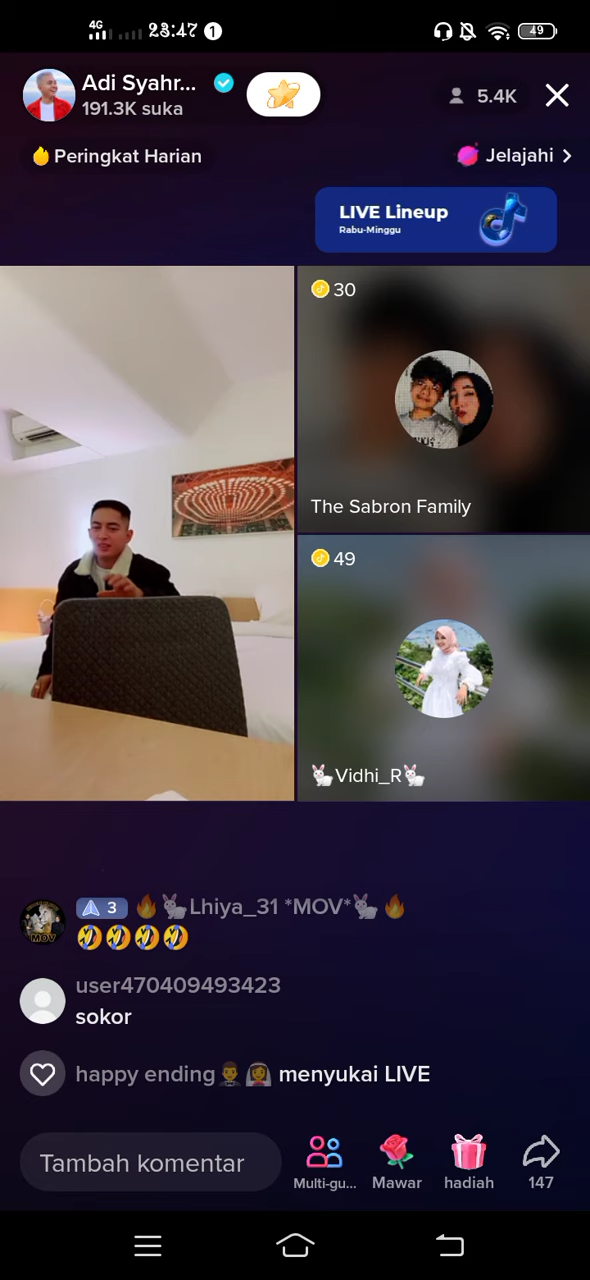 4G
23:47 1
49
Adi Syahr...
191.3K suka
5.4K
Peringkat Harian
Jelajahi
LIVE Lineup
Rabu-Minggu
30
The Sabron Family
49
🐇Vidhi_R🐇
3 🔥🐇Lhiya_31 *MOV*🐇🔥
🤣🤣🤣🤣
MOV
user470409493423
sokor
happy ending🤵👰 menyukai LIVE
Tambah komentar
Multi-gu...
Mawar
hadiah
147